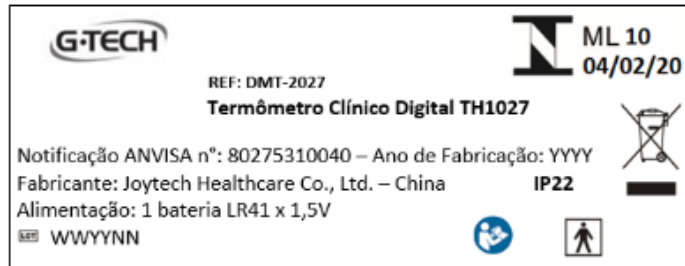 G-TECH
ML 10
04/02/20
REF: DMT-2027
Termômetro Clínico Digital TH1027
Notificação ANVISA n°: 80275310040 – Ano de Fabricação: YYYY
Fabricante: Joytech Healthcare Co., Ltd. – China IP22
Alimentação: 1 bateria LR41 x 1,5V
LOT WWYYNN